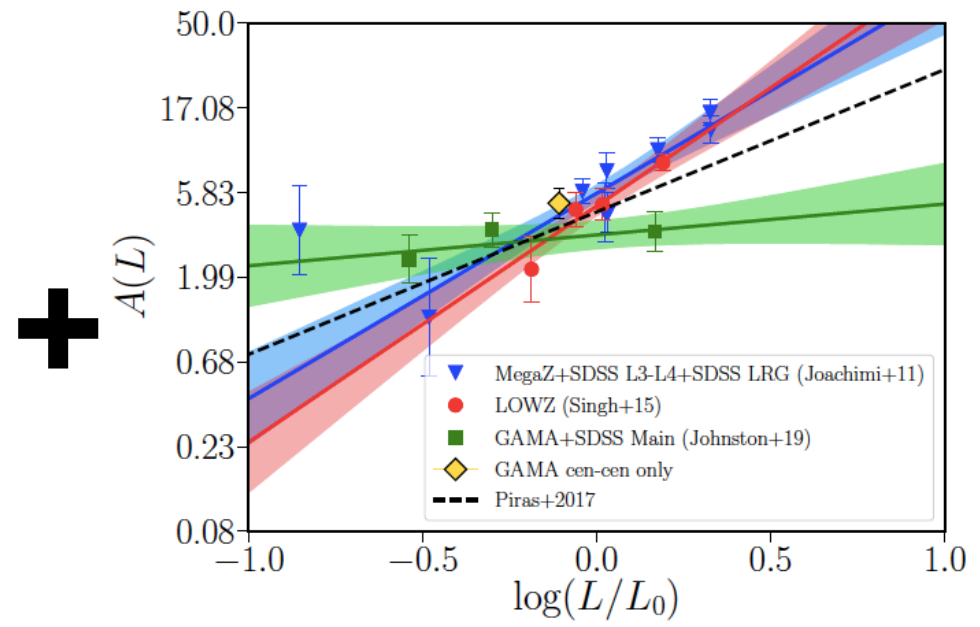 50.0
17.08
5.83
1.99
0.68
0.23
0.08
A(L)
MegaZ+SDSS L3-L4+SDSS LRG (Joachimi+11)
LOWZ (Singh+15)
GAMA+SDSS Main (Johnston+19)
GAMA cen-cen only
Piras+2017
−1.0 −0.5 0.0 0.5 1.0
log(L/L₀)